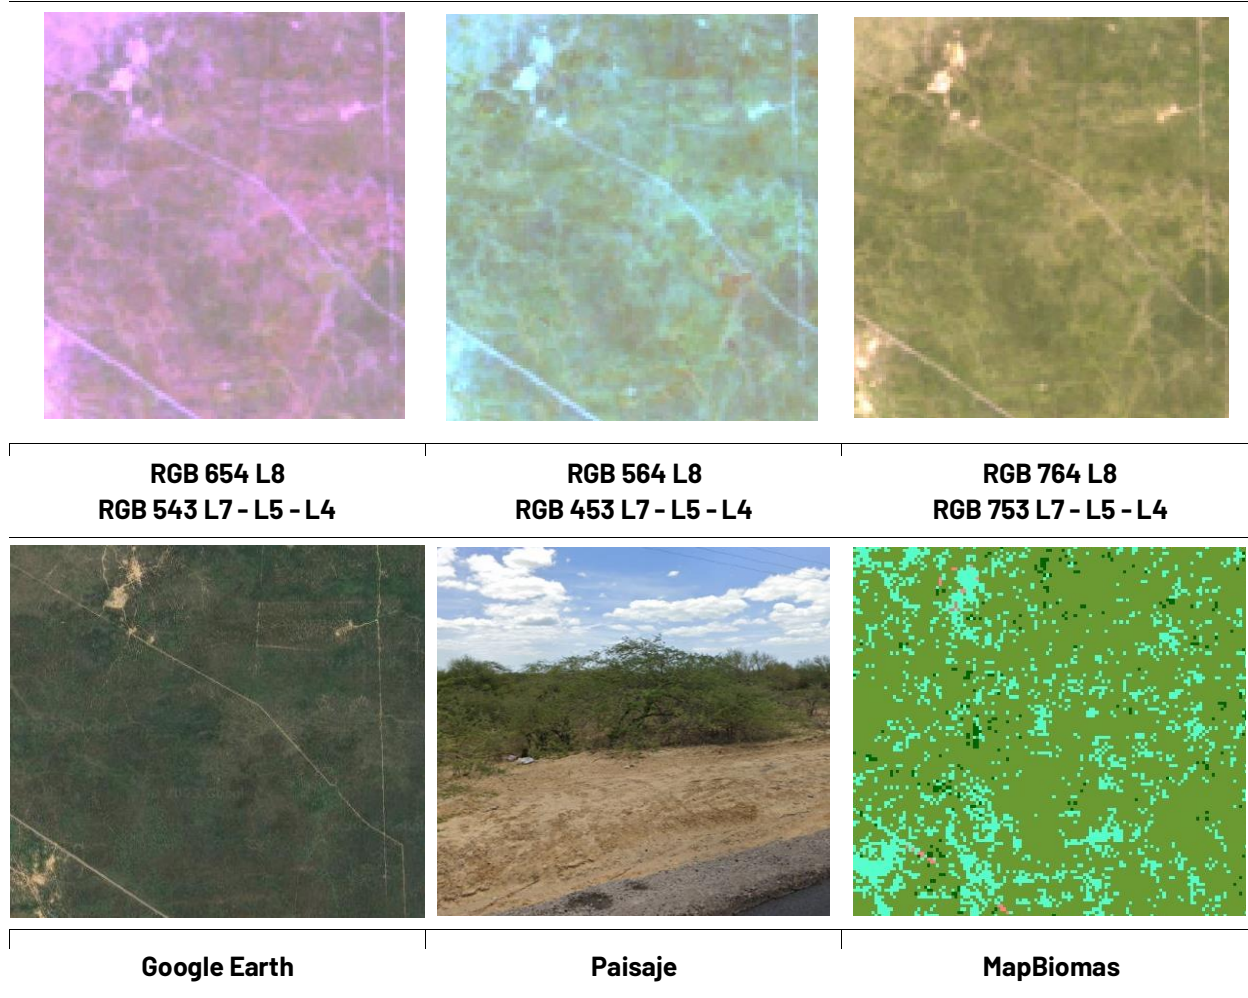 RGB 654 L8
RGB 543 L7 - L5 - L4
RGB 564 L8
RGB 453 L7 - L5 - L4
RGB 764 L8
RGB 753 L7 - L5 - L4
Google Earth
Paisaje
MapBiomas